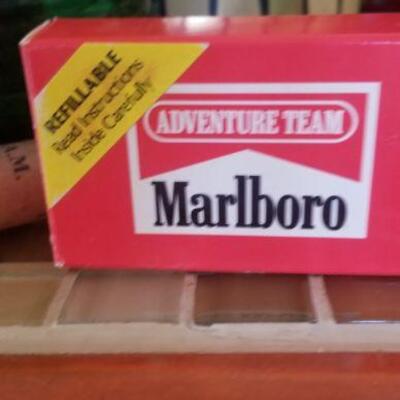 REFILLABLE
Read Instructions
Inside Carefully
ADVENTURE TEAM
Marlboro
A.M.